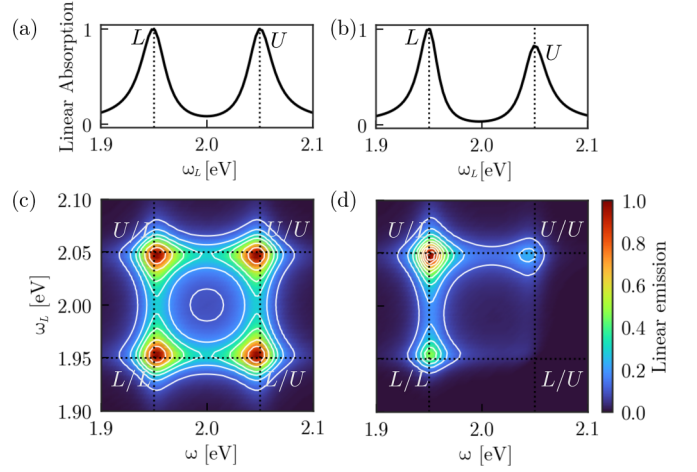 (a)
(b)
Linear Absorption
1
0
L
U
1.9
2.0
2.1
ω_L [eV]
1
0
L
U
1.9
2.0
2.1
ω_L [eV]
(c)
(d)
ω_L [eV]
2.10
2.05
2.00
1.95
1.90
U/L
U/U
L/L
L/U
1.9
2.0
2.1
ω [eV]
U/L
U/U
L/L
L/U
1.9
2.0
2.1
ω [eV]
1.0
0.8
0.6
0.4
0.2
0.0
Linear emission